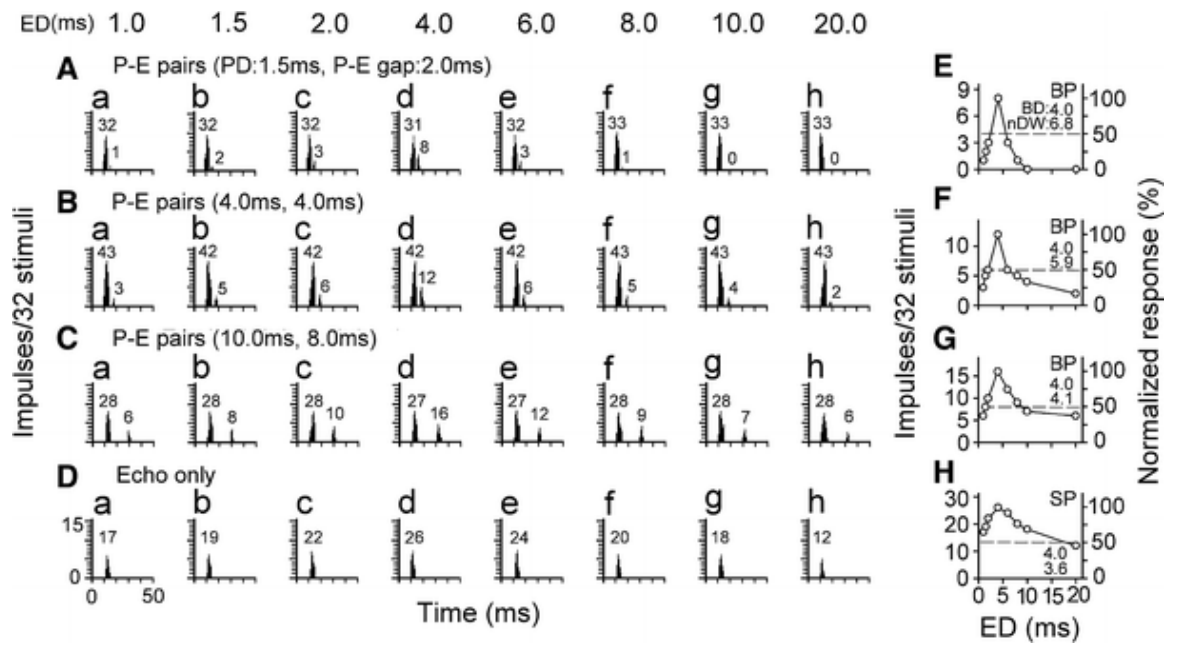 ED(ms) 1.0 1.5 2.0 4.0 6.0 8.0 10.0 20.0
A P-E pairs (PD:1.5ms, P-E gap:2.0ms)
a b c d e f g h
32 32 32 31 32 33 33 33
1 2 3 8 3 1 0 0
B P-E pairs (4.0ms, 4.0ms)
a b c d e f g h
43 42 42 42 42 43 43 43
3 5 6 12 6 5 4 2
C P-E pairs (10.0ms, 8.0ms)
a b c d e f g h
28 28 28 27 27 28 28 28
6 8 10 16 12 9 7 6
D Echo only
a b c d e f g h
15
17 19 22 26 24 20 18 12
0
0 50
Time (ms)
Impulses/32 stimuli
E
BP
BD:4.0
nDW:6.8
9 100
6
50
3
0 0
F
BP
4.0
5.9
100
10
5 50
0 0
G
BP
4.0
4.1
15 100
10
50
5
0 0
H
SP
30
100
20
10 50
4.0
3.6
0 0
0 5 10 15 20
ED (ms)
Impulses/32 stimuli
Normalized response (%)